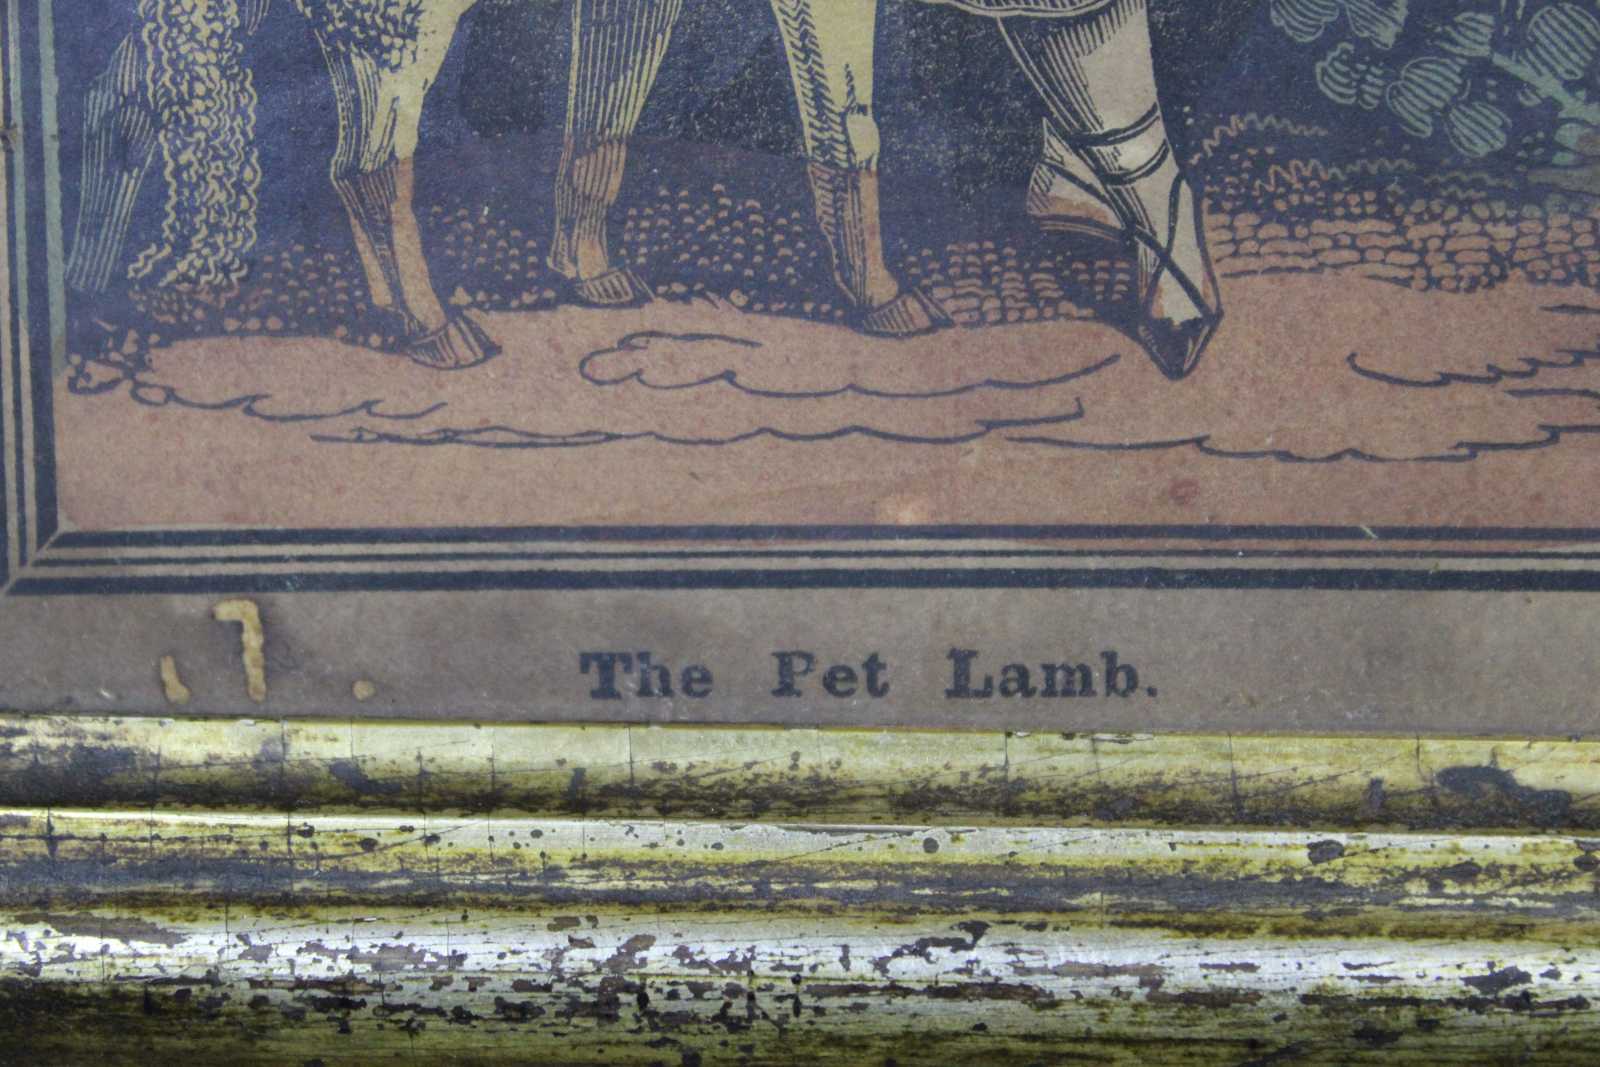 The Pet Lamb.